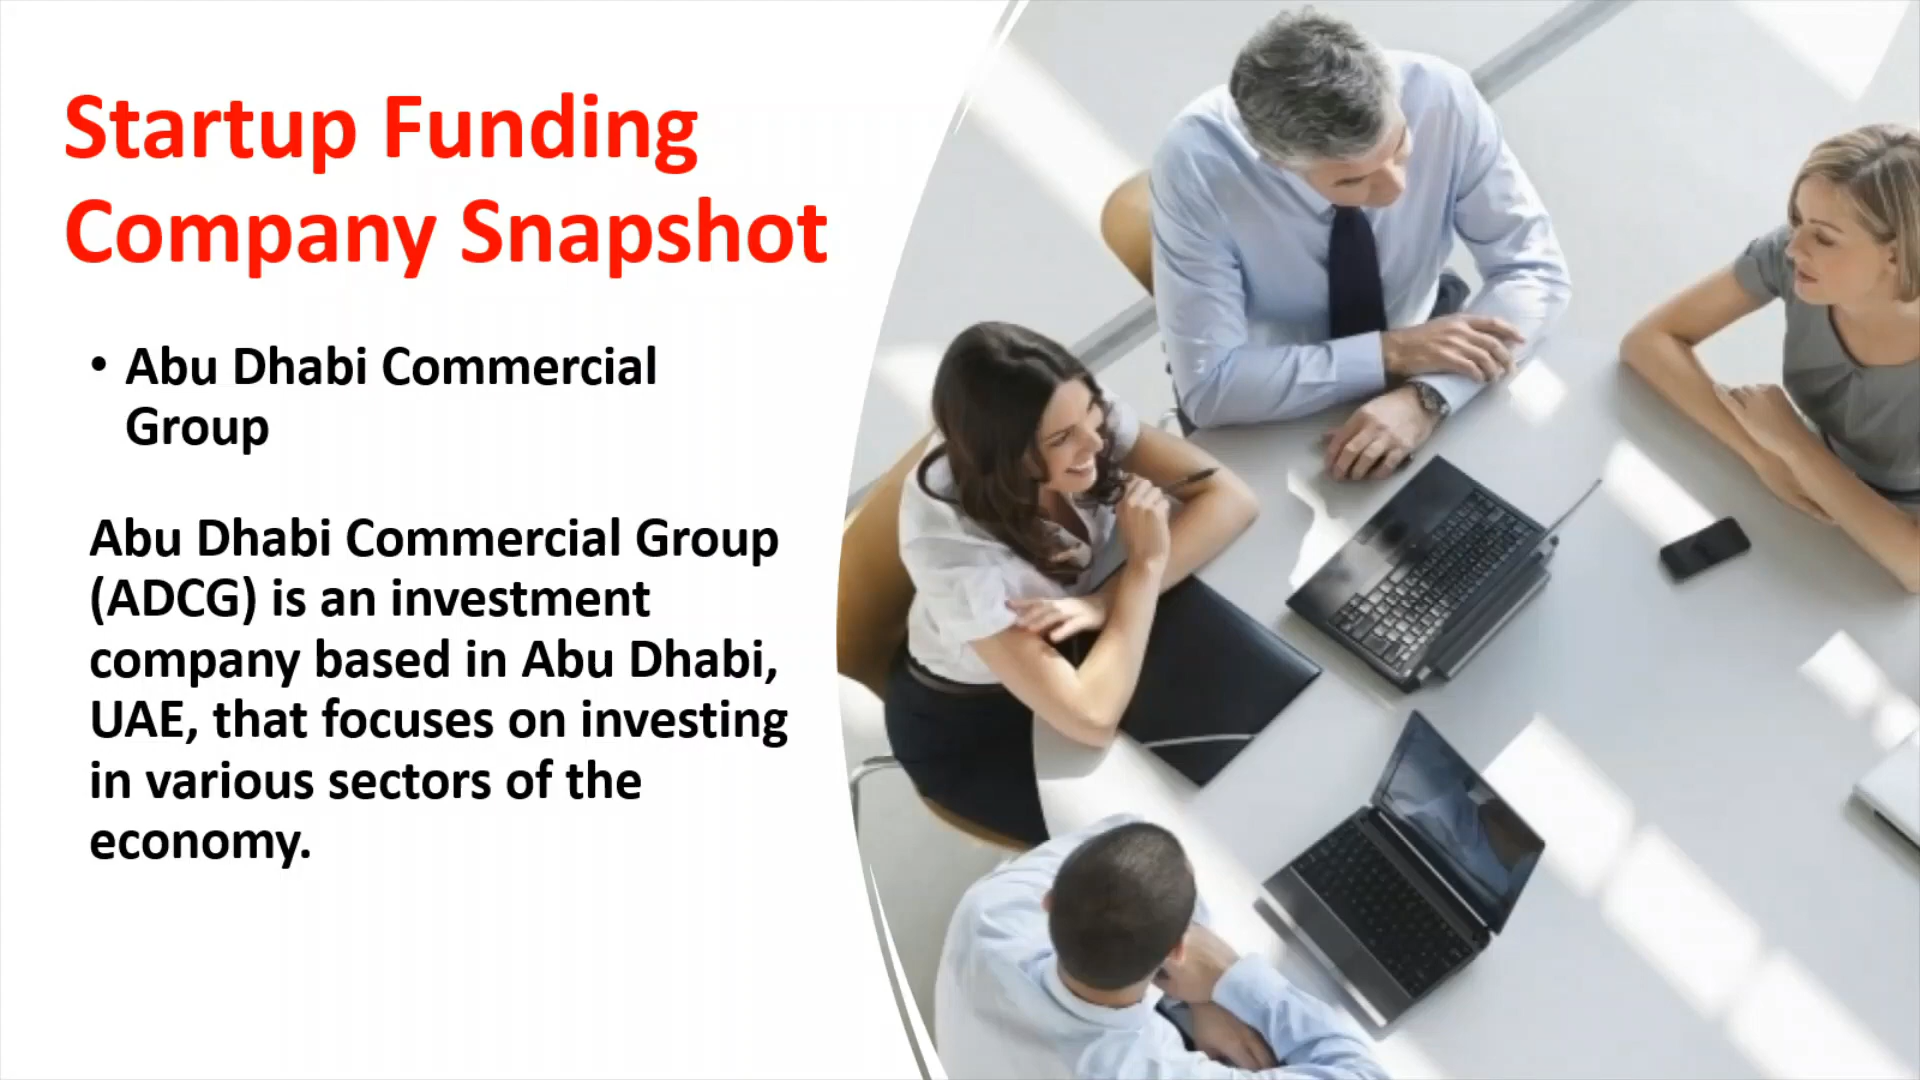 Startup Funding
Company Snapshot
• Abu Dhabi Commercial
Group
Abu Dhabi Commercial Group
(ADCG) is an investment
company based in Abu Dhabi,
UAE, that focuses on investing
in various sectors of the
economy.